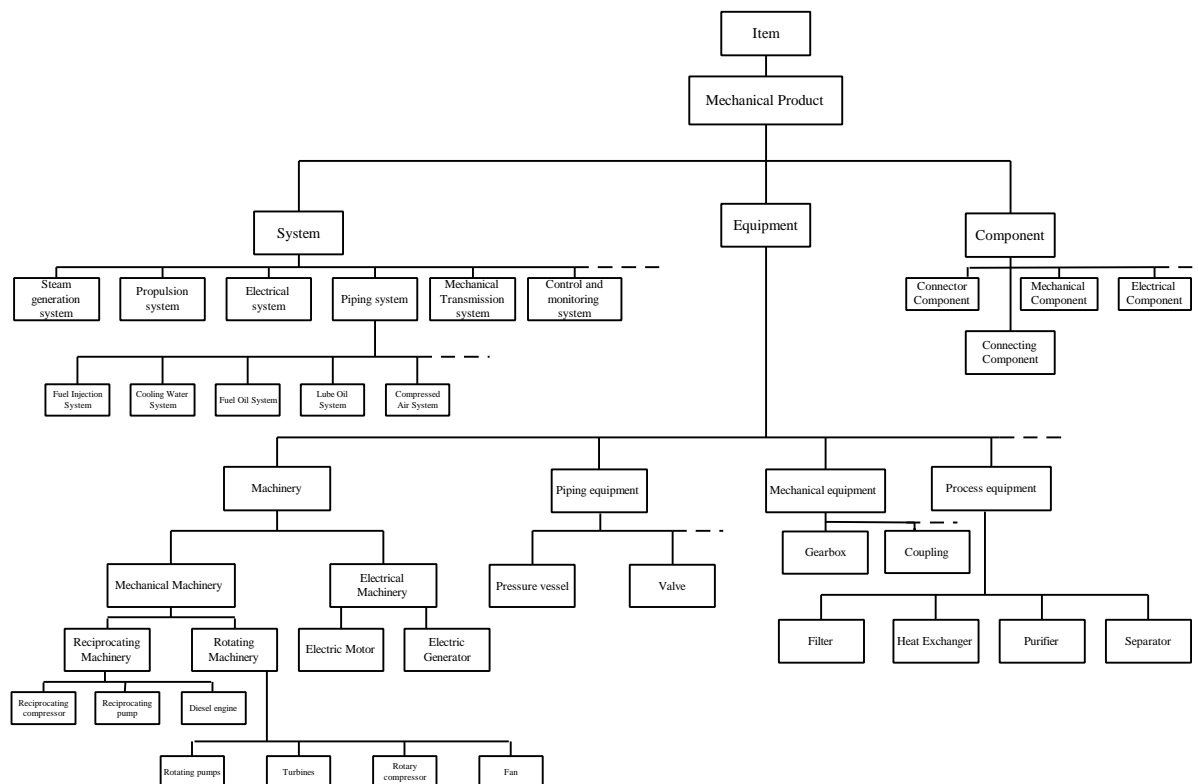 Item
Mechanical Product
System
Equipment
Component
Steam
generation
system
Propulsion
system
Electrical
system
Piping system
Mechanical
Transmission
system
Control and
monitoring
system
Connector
Component
Mechanical
Component
Electrical
Component
Connecting
Component
Fuel Injection
System
Cooling Water
System
Fuel Oil System
Lube Oil
System
Compressed
Air System
Machinery
Piping equipment
Mechanical equipment
Process equipment
Gearbox
Coupling
Mechanical Machinery
Electrical
Machinery
Pressure vessel
Valve
Reciprocating
Machinery
Rotating
Machinery
Electric Motor
Electric
Generator
Filter
Heat Exchanger
Purifier
Separator
Reciprocating
compressor
Reciprocating
pump
Diesel engine
Rotating pumps
Turbines
Rotary
compressor
Fan